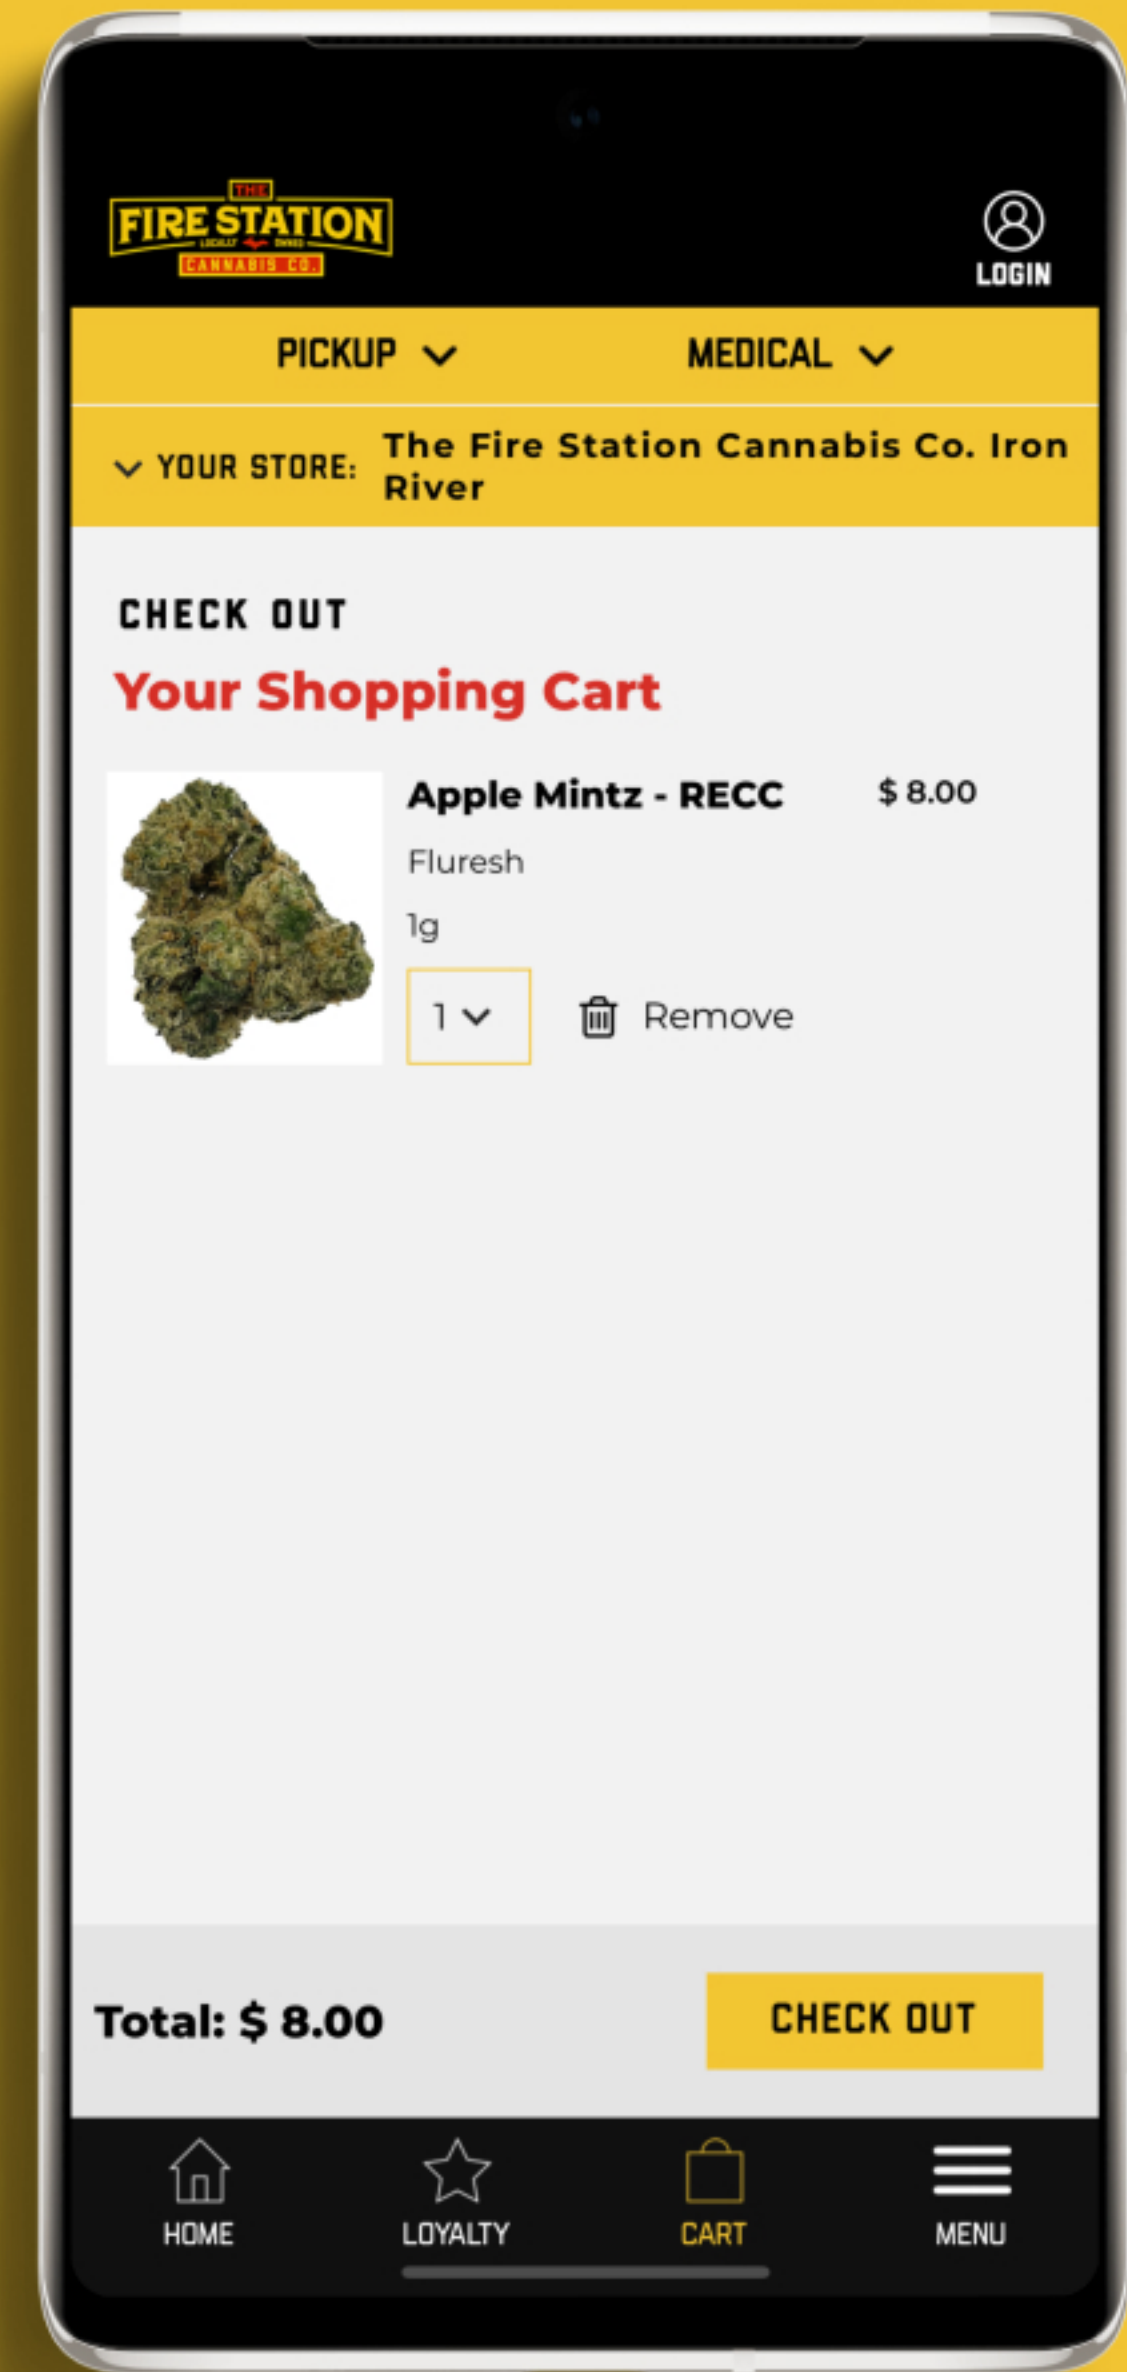 THE
FIRE STATION
LOCALLY OWNED
CANNABIS CO.
LOGIN
PICKUP
MEDICAL
YOUR STORE:
The Fire Station Cannabis Co. Iron
River
CHECK OUT
Your Shopping Cart
Apple Mintz - RECC
$ 8.00
Fluresh
1g
1
Remove
Total: $ 8.00
CHECK OUT
HOME
LOYALTY
CART
MENU